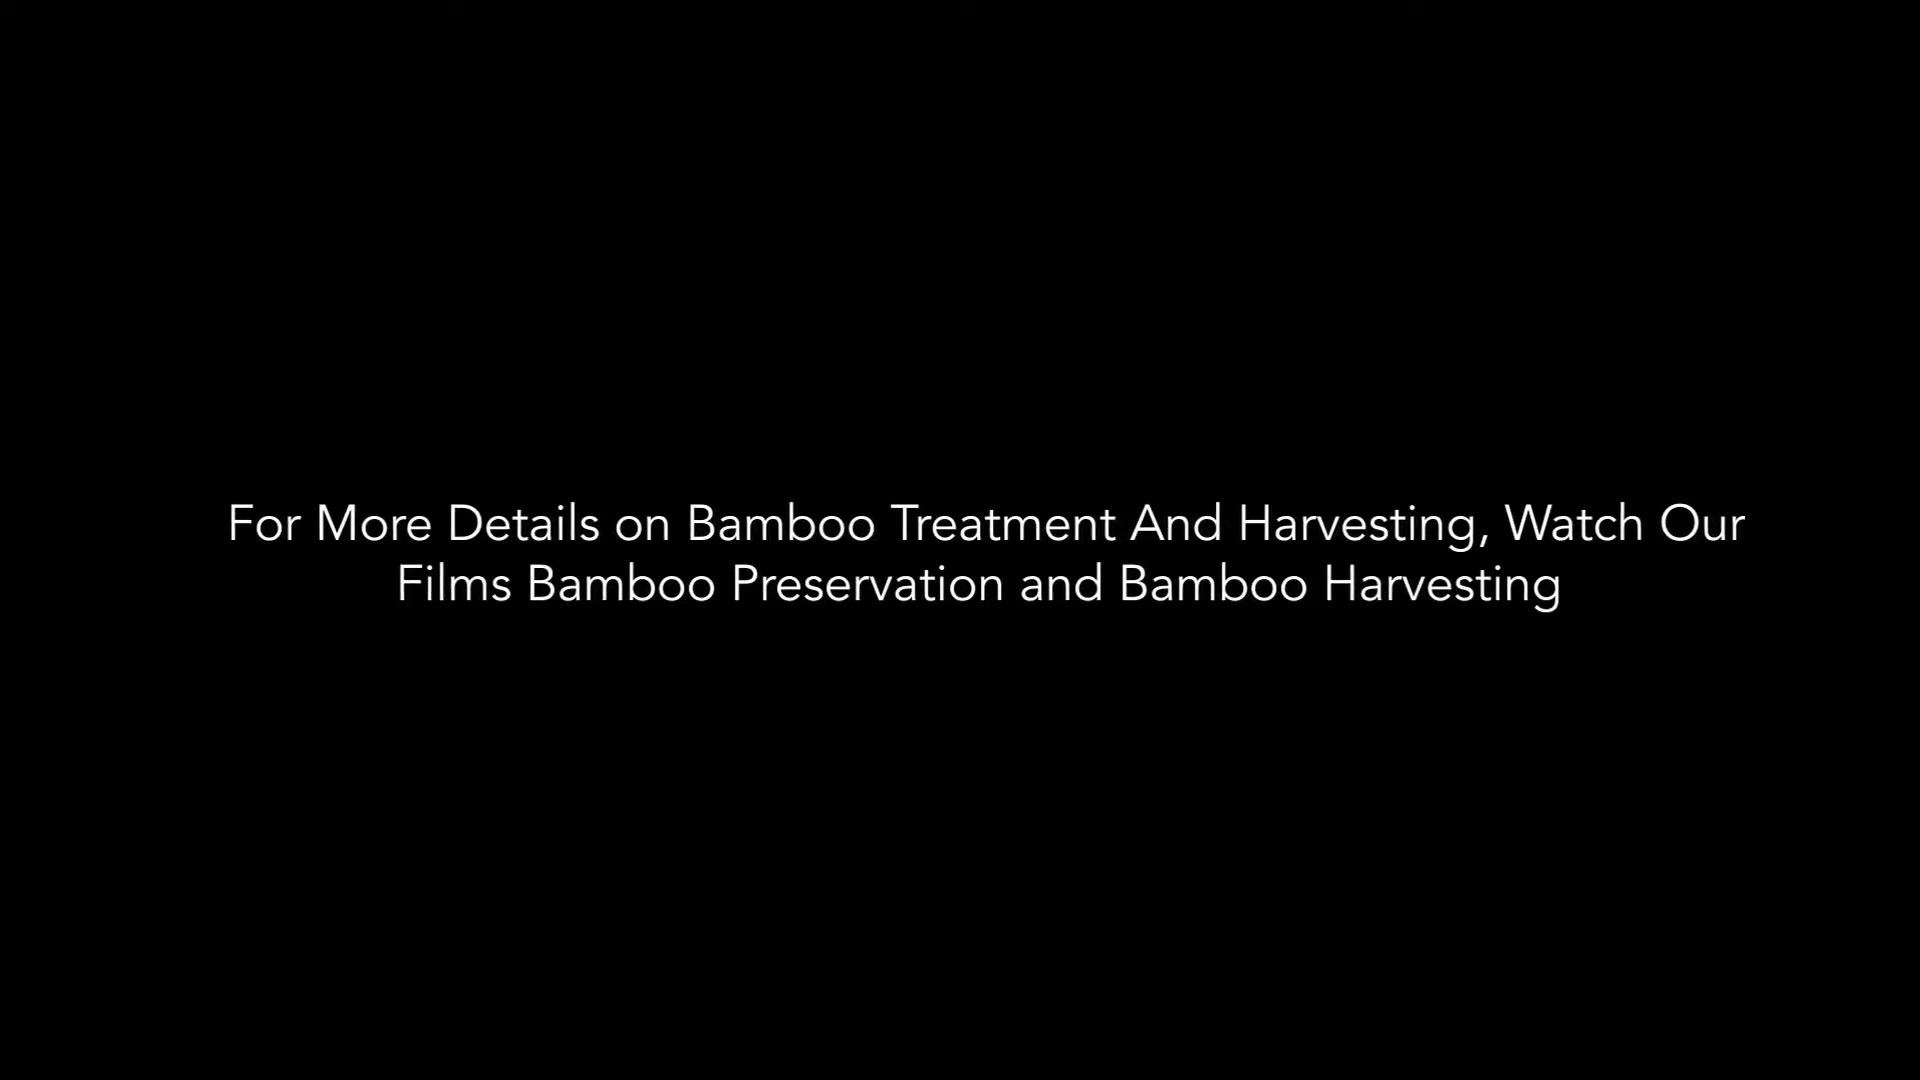 For More Details on Bamboo Treatment And Harvesting, Watch Our
Films Bamboo Preservation and Bamboo Harvesting